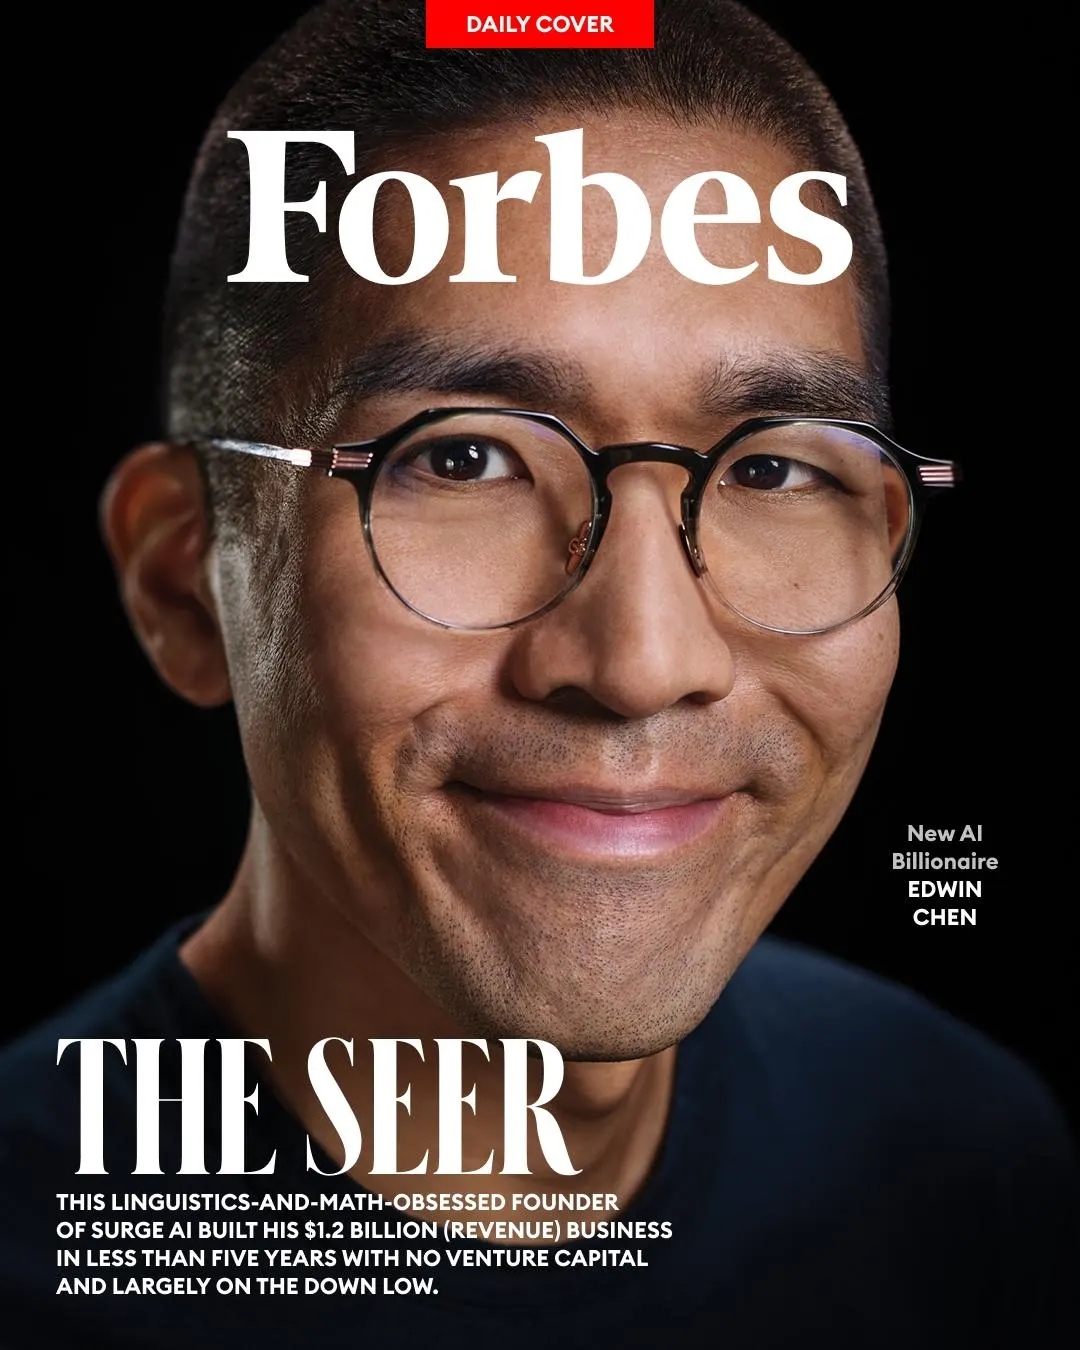 DAILY COVER
Forbes
New AI
Billionaire
EDWIN
CHEN
THE SEER
THIS LINGUISTICS-AND-MATH-OBSESSED FOUNDER
OF SURGE AI BUILT HIS $1.2 BILLION (REVENUE) BUSINESS
IN LESS THAN FIVE YEARS WITH NO VENTURE CAPITAL
AND LARGELY ON THE DOWN LOW.